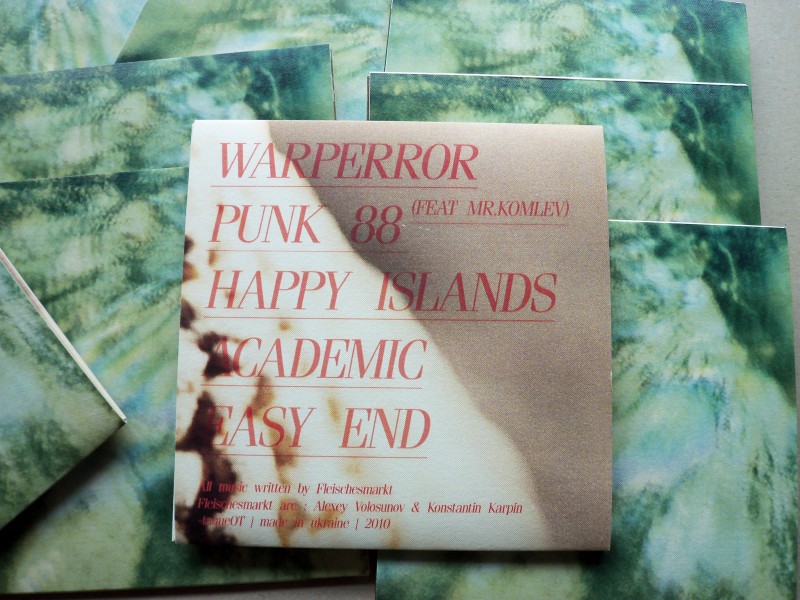 WARPERROR
PUNK 88 (FEAT MR.KOMLEV)
HAPPY ISLANDS
ACADEMIC
EASY END
All music written by Fleischesmarkt
Fleischesmarkt are : Alexey Volosunov & Konstantin Karpin
| made in ukraine | 2010